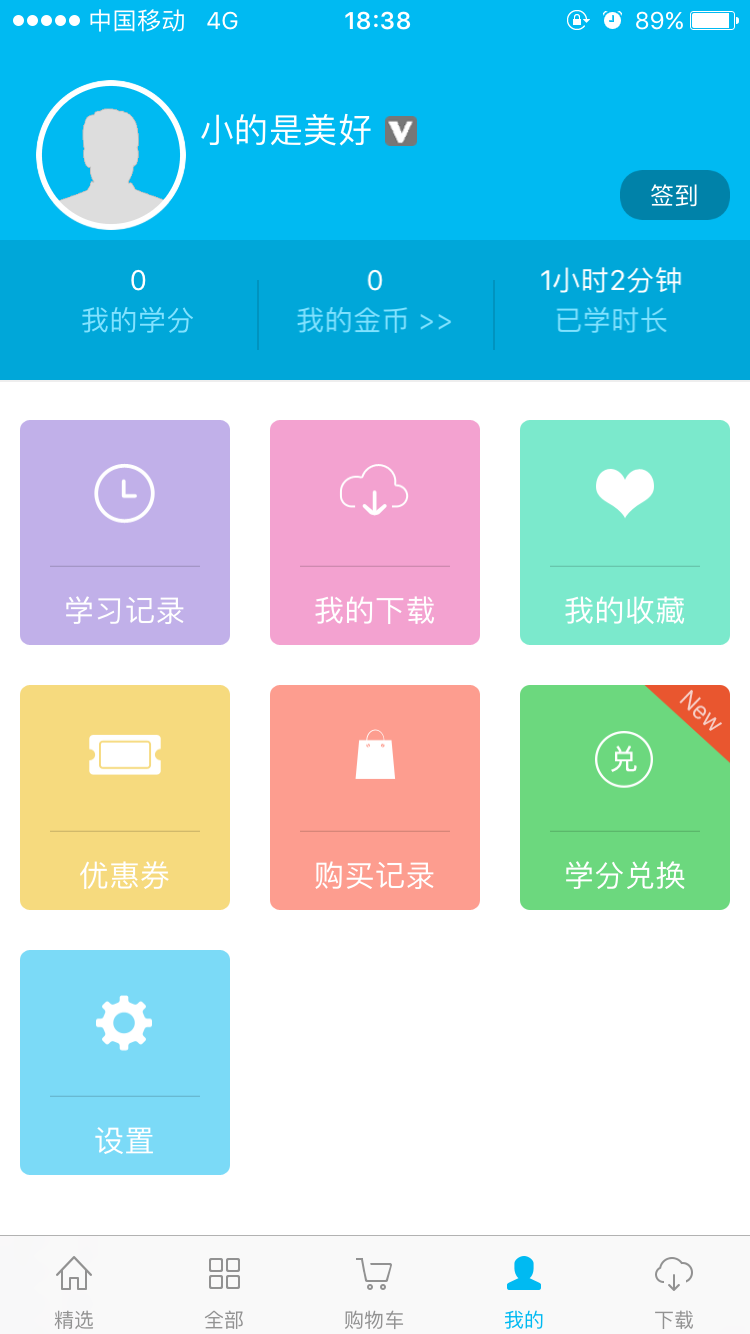 中国移动 4G 18:38 89%
小的是美好 V
签到
0 0 1小时2分钟
我的学分 我的金币 >> 已学时长
学习记录 我的下载 我的收藏
New
兑
优惠券 购买记录 学分兑换
设置
精选 全部 购物车 我的 下载